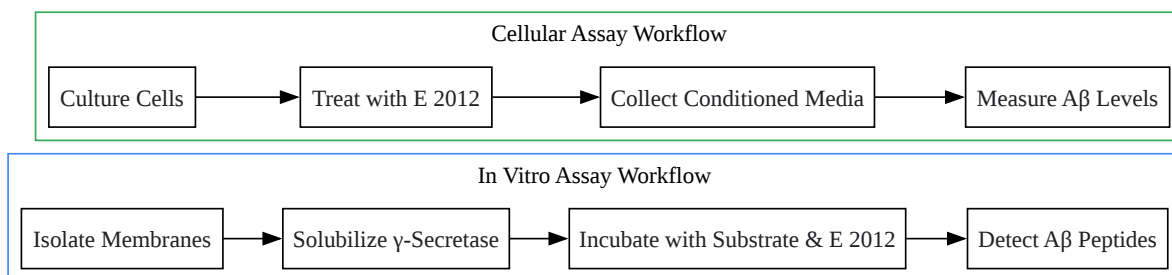 Cellular Assay Workflow
Culture Cells
Treat with E 2012
Collect Conditioned Media
Measure Aβ Levels
In Vitro Assay Workflow
Isolate Membranes
Solubilize γ-Secretase
Incubate with Substrate & E 2012
Detect Aβ Peptides